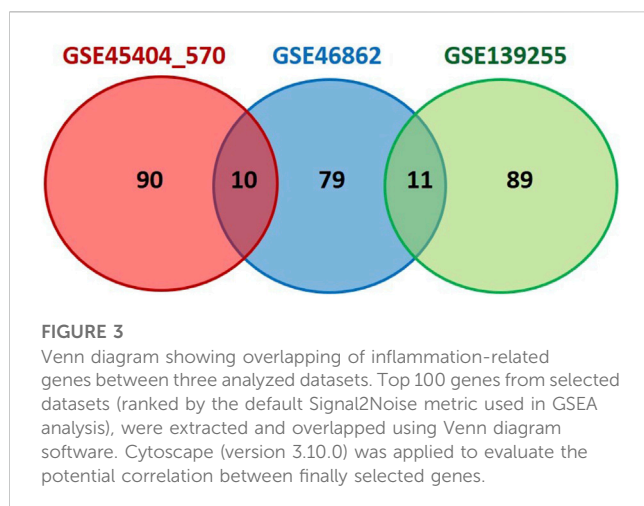 GSE45404_570 GSE46862 GSE139255
90 10 79 11 89
FIGURE 3
Venn diagram showing overlapping of inflammation-related
genes between three analyzed datasets. Top 100 genes from selected
datasets (ranked by the default Signal2Noise metric used in GSEA
analysis), were extracted and overlapped using Venn diagram
software. Cytoscape (version 3.10.0) was applied to evaluate the
potential correlation between finally selected genes.